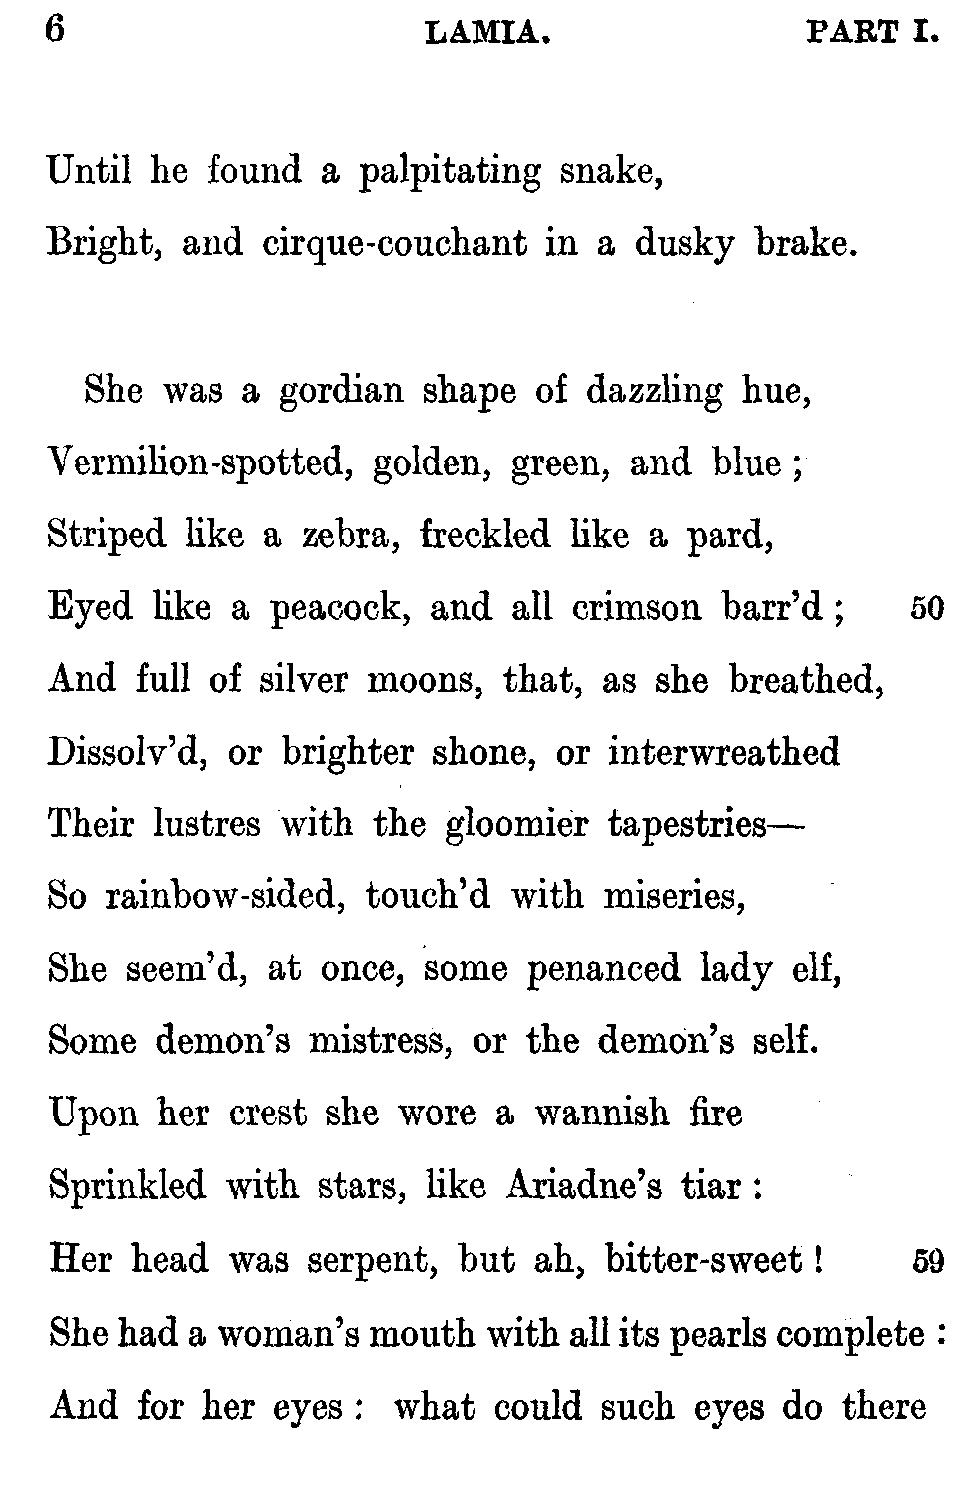 6 LAMIA. PART I.
Until he found a palpitating snake,
Bright, and cirque-couchant in a dusky brake.
She was a gordian shape of dazzling hue,
Vermilion-spotted, golden, green, and blue ;
Striped like a zebra, freckled like a pard,
Eyed like a peacock, and all crimson barr'd ; 50
And full of silver moons, that, as she breathed,
Dissolv'd, or brighter shone, or interwreathed
Their lustres with the gloomier tapestries—
So rainbow-sided, touch'd with miseries,
She seem'd, at once, some penanced lady elf,
Some demon's mistress, or the demon's self.
Upon her crest she wore a wannish fire
Sprinkled with stars, like Ariadne's tiar :
Her head was serpent, but ah, bitter-sweet ! 59
She had a woman's mouth with all its pearls complete :
And for her eyes : what could such eyes do there